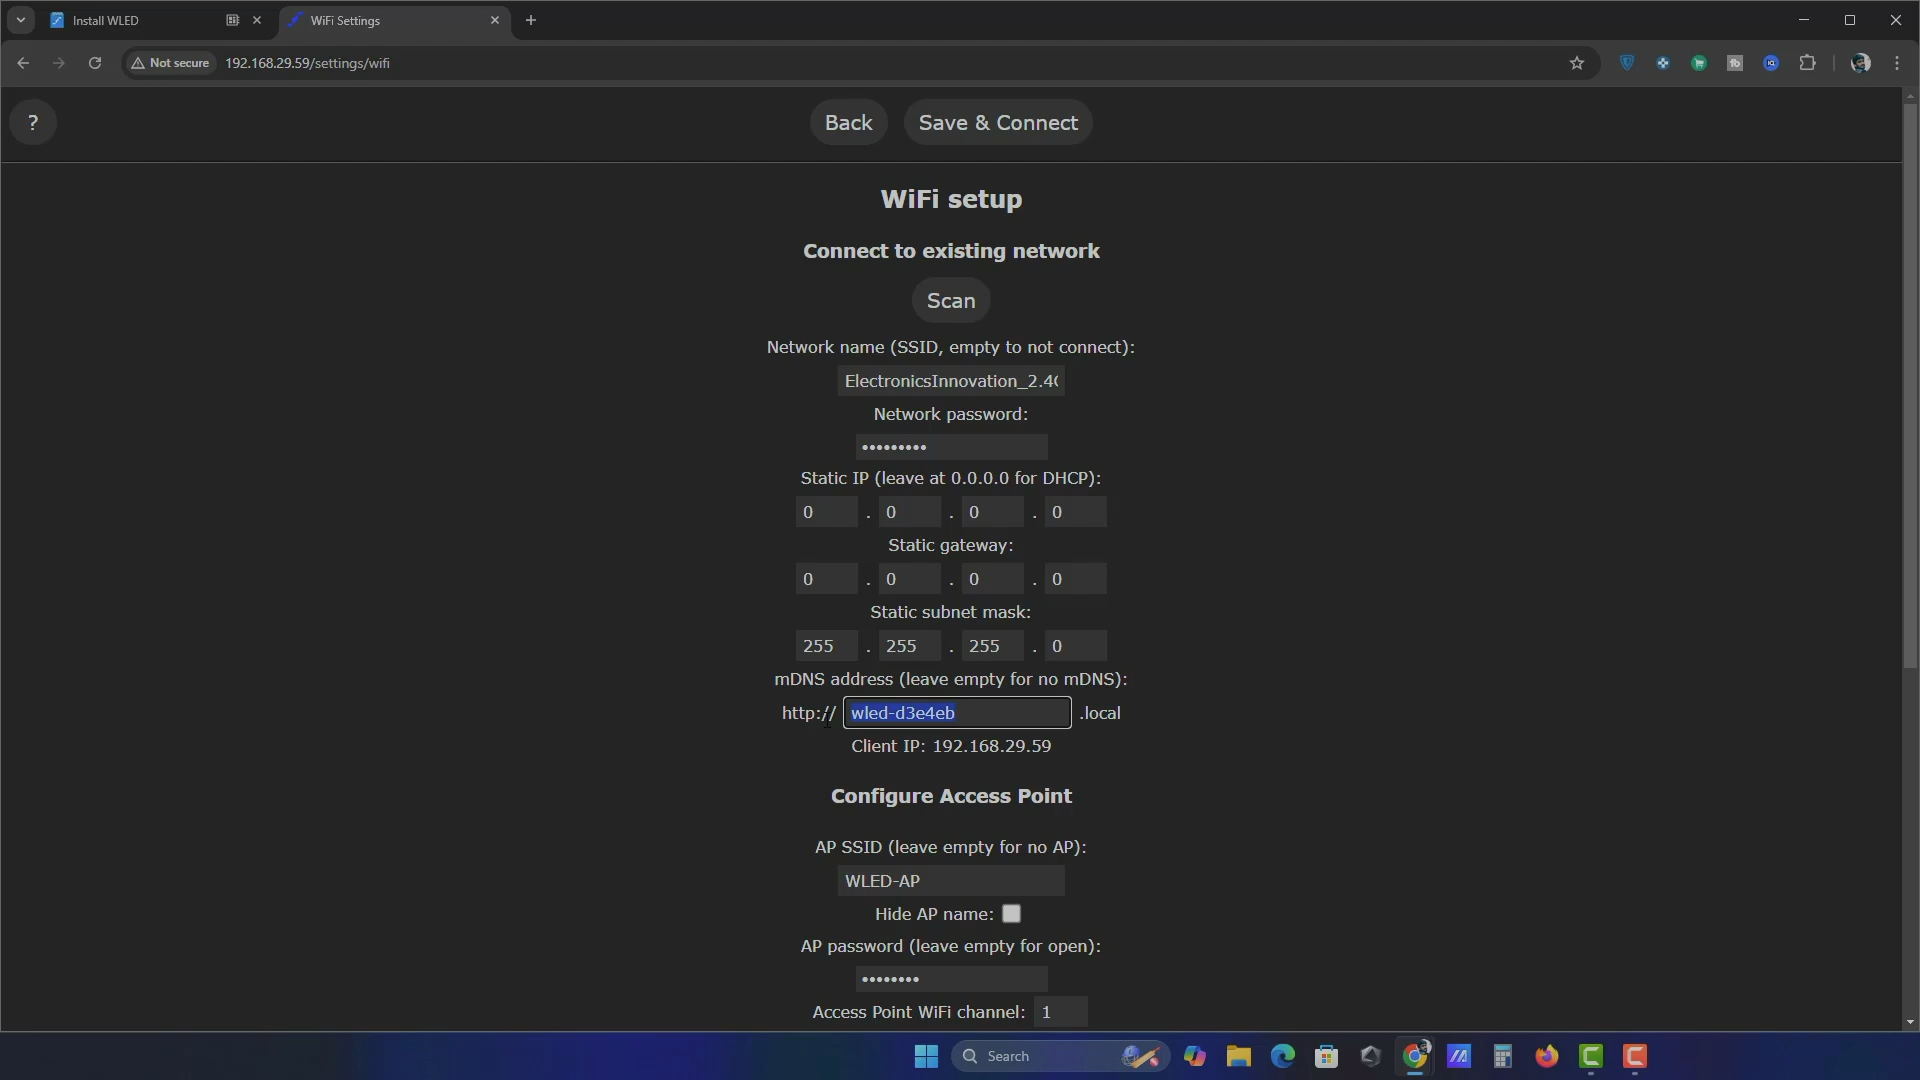 Install WLED
WiFi Settings
Not secure
192.168.29.59/settings/wifi
?
Back
Save & Connect
WiFi setup
Connect to existing network
Scan
Network name (SSID, empty to not connect):
ElectronicsInnovation_2.4
Network password:
•••••••••
Static IP (leave at 0.0.0.0 for DHCP):
0 . 0 . 0 . 0
Static gateway:
0 . 0 . 0 . 0
Static subnet mask:
255 . 255 . 255 . 0
mDNS address (leave empty for no mDNS):
http:// wled-d3e4eb .local
Client IP: 192.168.29.59
Configure Access Point
AP SSID (leave empty for no AP):
WLED-AP
Hide AP name:
AP password (leave empty for open):
••••••••
Access Point WiFi channel: 1
Search